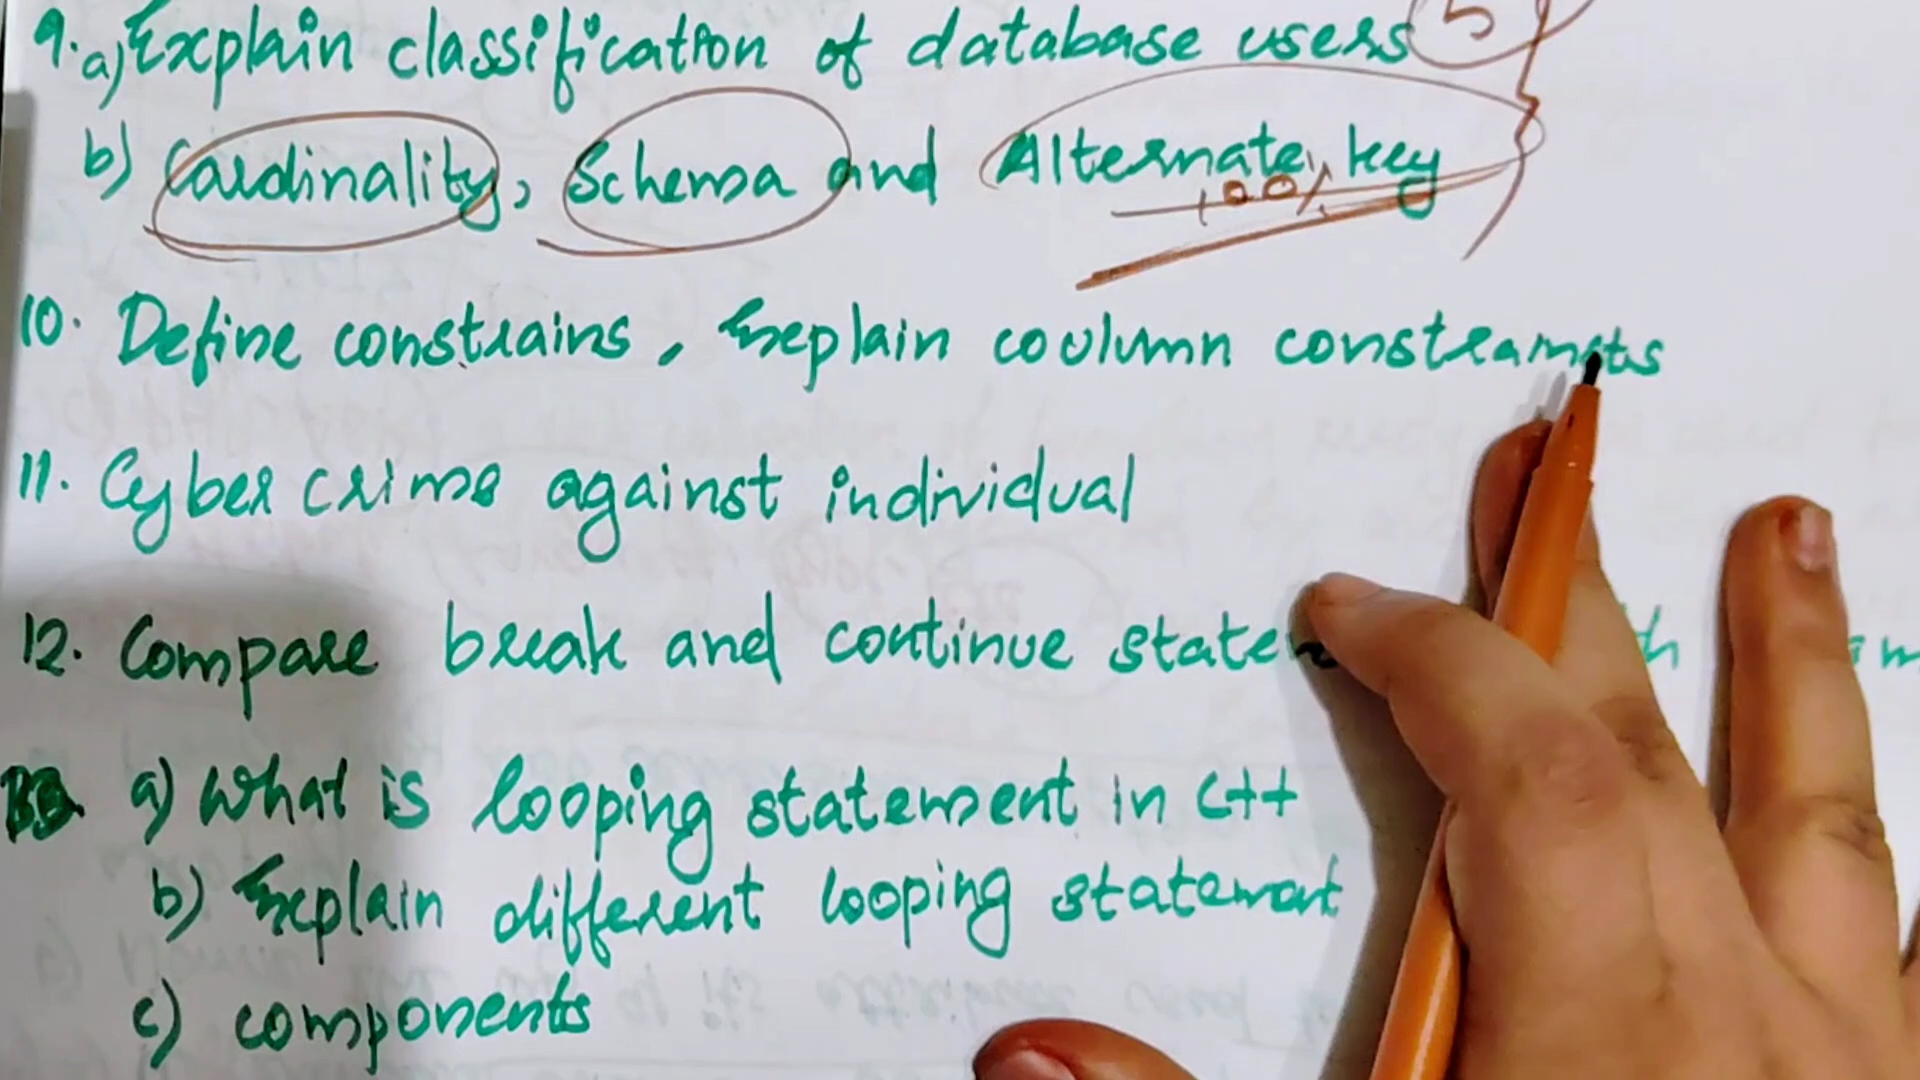 9. a) Explain classification of database users 5
b) Cardinality, Schema and Alternate key
100%
10. Define constrains, Explain coulumn constraints
11. Cyber crime against individual
12. Compare break and continue
a) What is looping statement in C++
b) Explain different looping statement
c) components